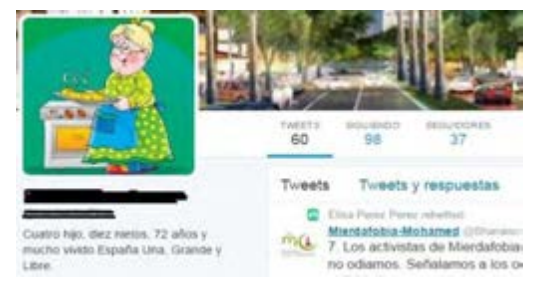 TWEETS SIGUIENDO SEGUIDORES
60 98 37
Tweets Tweets y respuestas
Elisa Perez Perez retwitteó
Mierdafobia-Mohamed
7. Los activistas de Mierdafobia
no odiamos. Señalamos a los o
Cuatro hijo, diez nietos. 72 años y
mucho vivido España Una, Grande y
Libre.